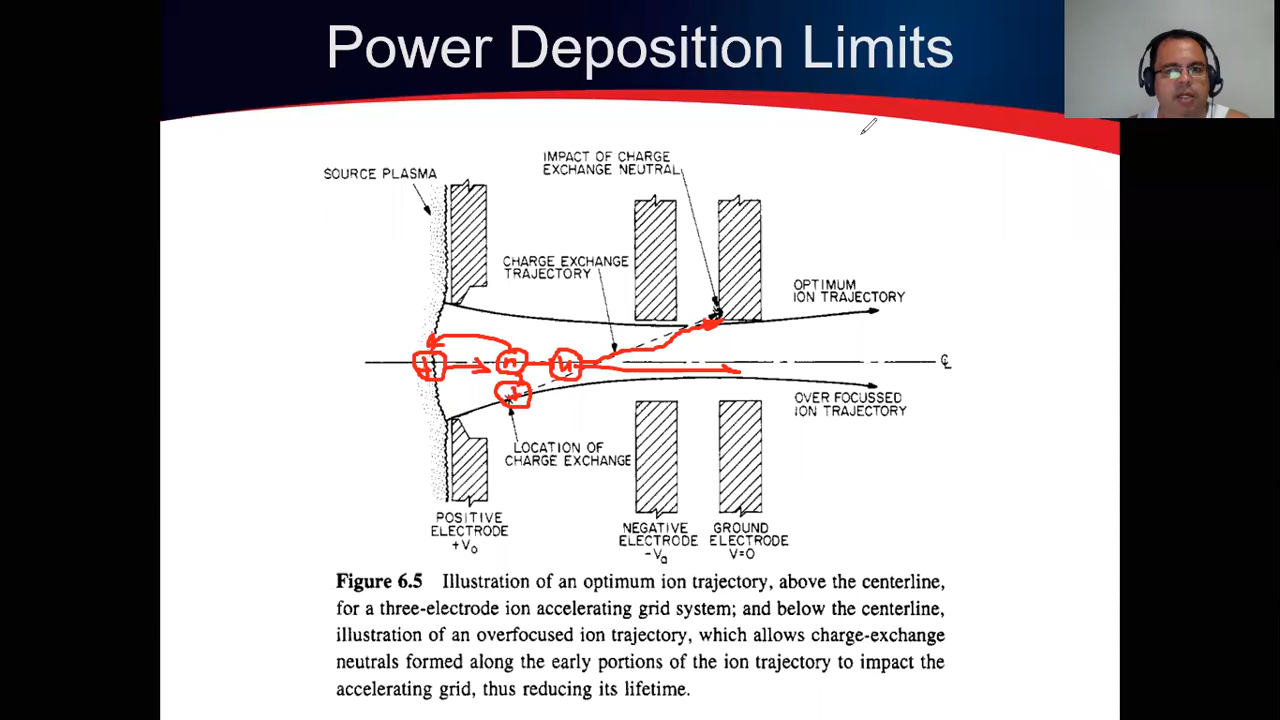 Power Deposition Limits
IMPACT OF CHARGE
EXCHANGE NEUTRAL
SOURCE PLASMA
CHARGE EXCHANGE
TRAJECTORY
OPTIMUM
ION TRAJECTORY
℄
n
OVER FOCUSSED
ION TRAJECTORY
LOCATION OF
CHARGE EXCHANGE
POSITIVE
ELECTRODE
+V₀
NEGATIVE
ELECTRODE
-Vₐ
GROUND
ELECTRODE
V=0
Figure 6.5 Illustration of an optimum ion trajectory, above the centerline,
for a three-electrode ion accelerating grid system; and below the centerline,
illustration of an overfocused ion trajectory, which allows charge-exchange
neutrals formed along the early portions of the ion trajectory to impact the
accelerating grid, thus reducing its lifetime.